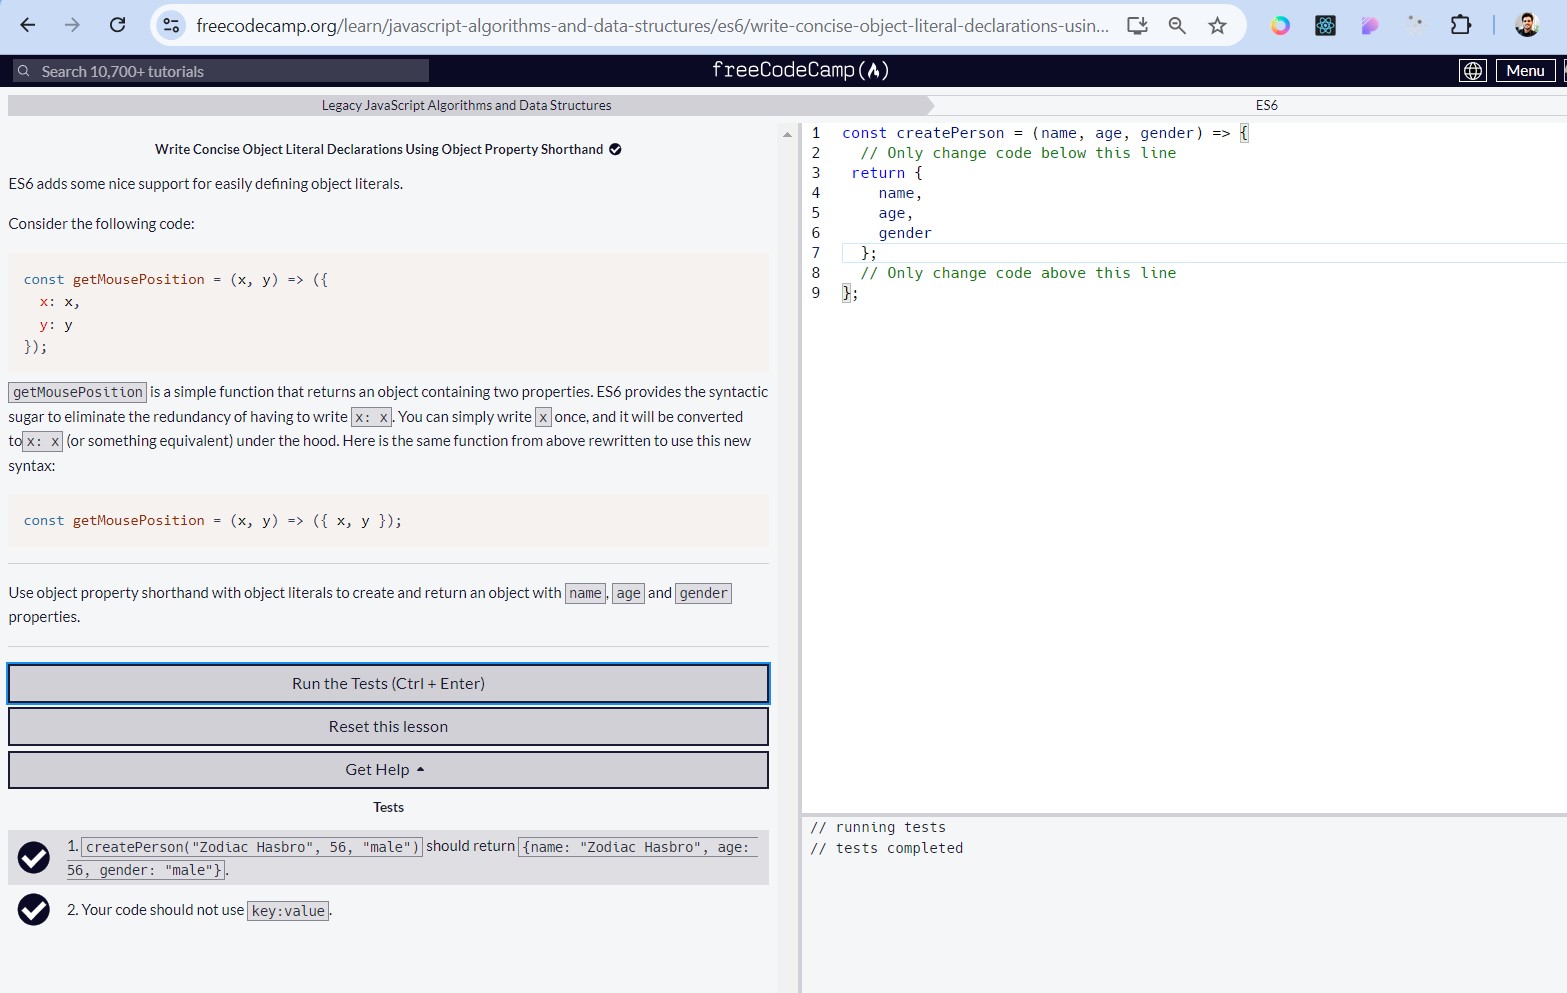 freecodecamp.org/learn/javascript-algorithms-and-data-structures/es6/write-concise-object-literal-declarations-usin...
Search 10,700+ tutorials
freeCodeCamp
Menu
Legacy JavaScript Algorithms and Data Structures
ES6
Write Concise Object Literal Declarations Using Object Property Shorthand
ES6 adds some nice support for easily defining object literals.
Consider the following code:
const getMousePosition = (x, y) => ({
x: x,
y: y
});
getMousePosition is a simple function that returns an object containing two properties. ES6 provides the syntactic
sugar to eliminate the redundancy of having to write x: x. You can simply write x once, and it will be converted
to x: x (or something equivalent) under the hood. Here is the same function from above rewritten to use this new
syntax:
const getMousePosition = (x, y) => ({ x, y });
Use object property shorthand with object literals to create and return an object with name, age and gender
properties.
Run the Tests (Ctrl + Enter)
Reset this lesson
Get Help
Tests
1. createPerson("Zodiac Hasbro", 56, "male") should return {name: "Zodiac Hasbro", age:
56, gender: "male"}.
2. Your code should not use key:value.
1 const createPerson = (name, age, gender) => {
2 // Only change code below this line
3 return {
4 name,
5 age,
6 gender
7 };
8 // Only change code above this line
9 };
// running tests
// tests completed